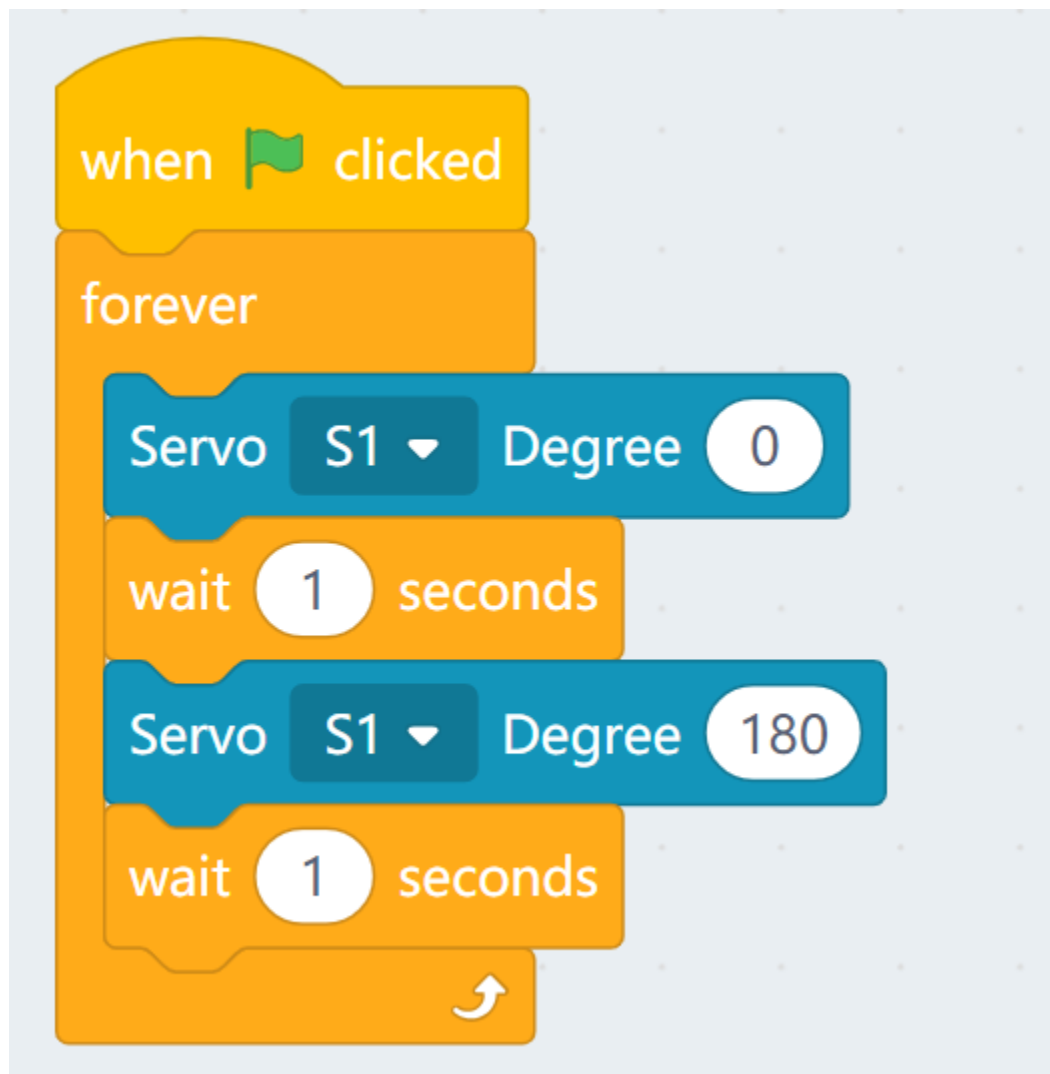 when clicked
forever
Servo S1 Degree 0
wait 1 seconds
Servo S1 Degree 180
wait 1 seconds